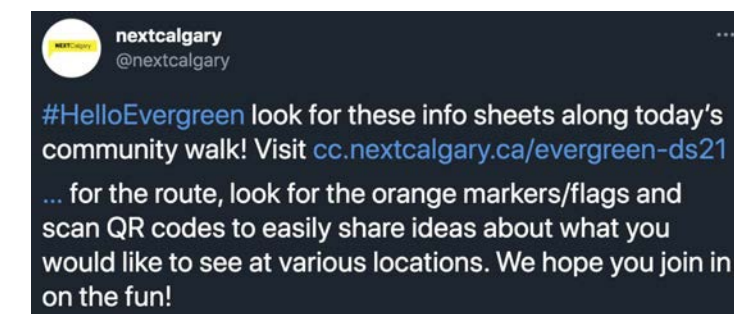 nextcalgary
NEXTCalgary
@nextcalgary
#HelloEvergreen look for these info sheets along today’s
community walk! Visit cc.nextcalgary.ca/evergreen-ds21
... for the route, look for the orange markers/flags and
scan QR codes to easily share ideas about what you
would like to see at various locations. We hope you join in
on the fun!